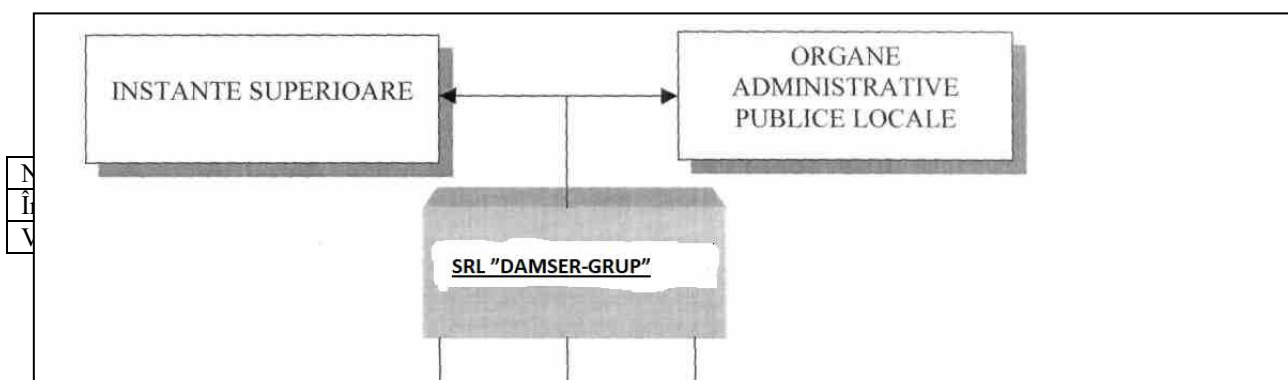 INSTANTE SUPERIOARE
ORGANE
ADMINISTRATIVE
PUBLICE LOCALE
SRL ”DAMSER-GRUP”